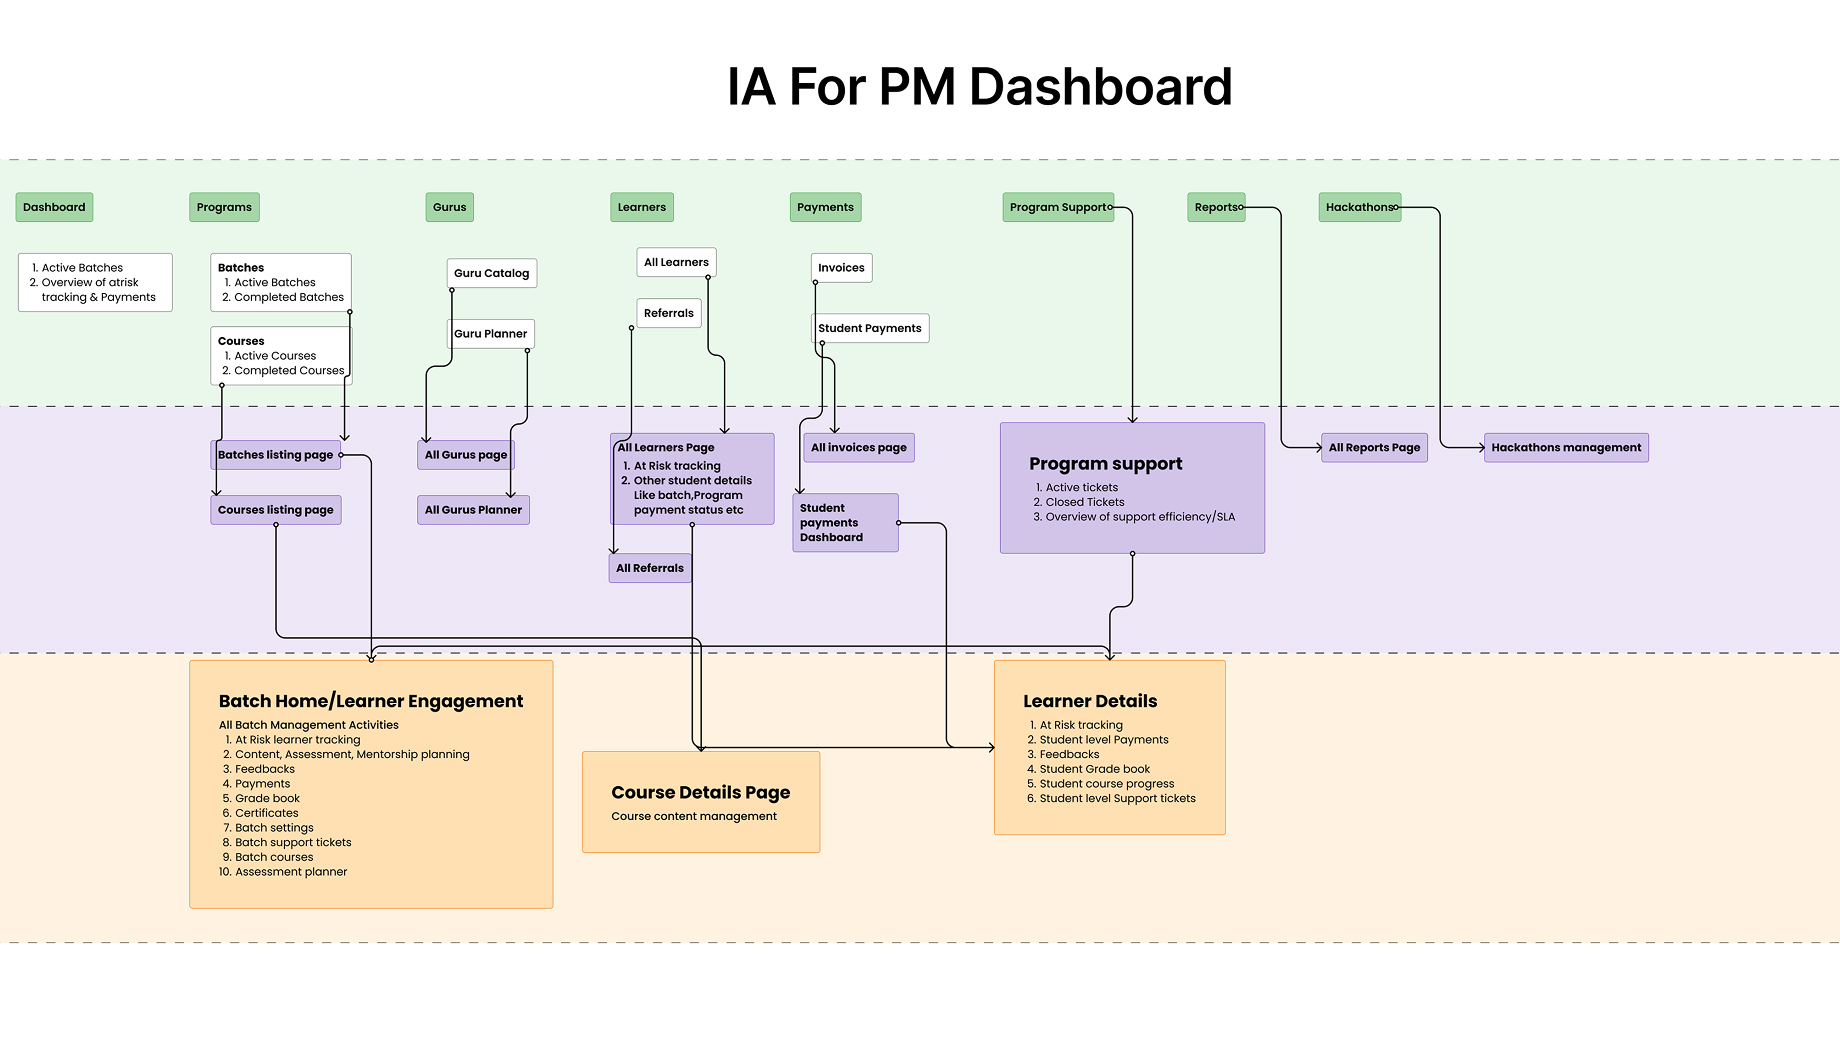 IA For PM Dashboard
Dashboard
Programs
Gurus
Learners
Payments
Program Support
Reports
Hackathons
1. Active Batches
2. Overview of atrisk
tracking & Payments
Batches
1. Active Batches
2. Completed Batches
Courses
1. Active Courses
2. Completed Courses
Guru Catalog
Guru Planner
All Learners
Referrals
Invoices
Student Payments
Batches listing page
Courses listing page
All Gurus page
All Gurus Planner
All Learners Page
1. At Risk tracking
2. Other student details
Like batch,Program
payment status etc
All Referrals
All invoices page
Student
payments
Dashboard
Program support
1. Active tickets
2. Closed Tickets
3. Overview of support efficiency/SLA
All Reports Page
Hackathons management
Batch Home/Learner Engagement
All Batch Management Activities
1. At Risk learner tracking
2. Content, Assessment, Mentorship planning
3. Feedbacks
4. Payments
5. Grade book
6. Certificates
7. Batch settings
8. Batch support tickets
9. Batch courses
10. Assessment planner
Course Details Page
Course content management
Learner Details
1. At Risk tracking
2. Student level Payments
3. Feedbacks
4. Student Grade book
5. Student course progress
6. Student level Support tickets